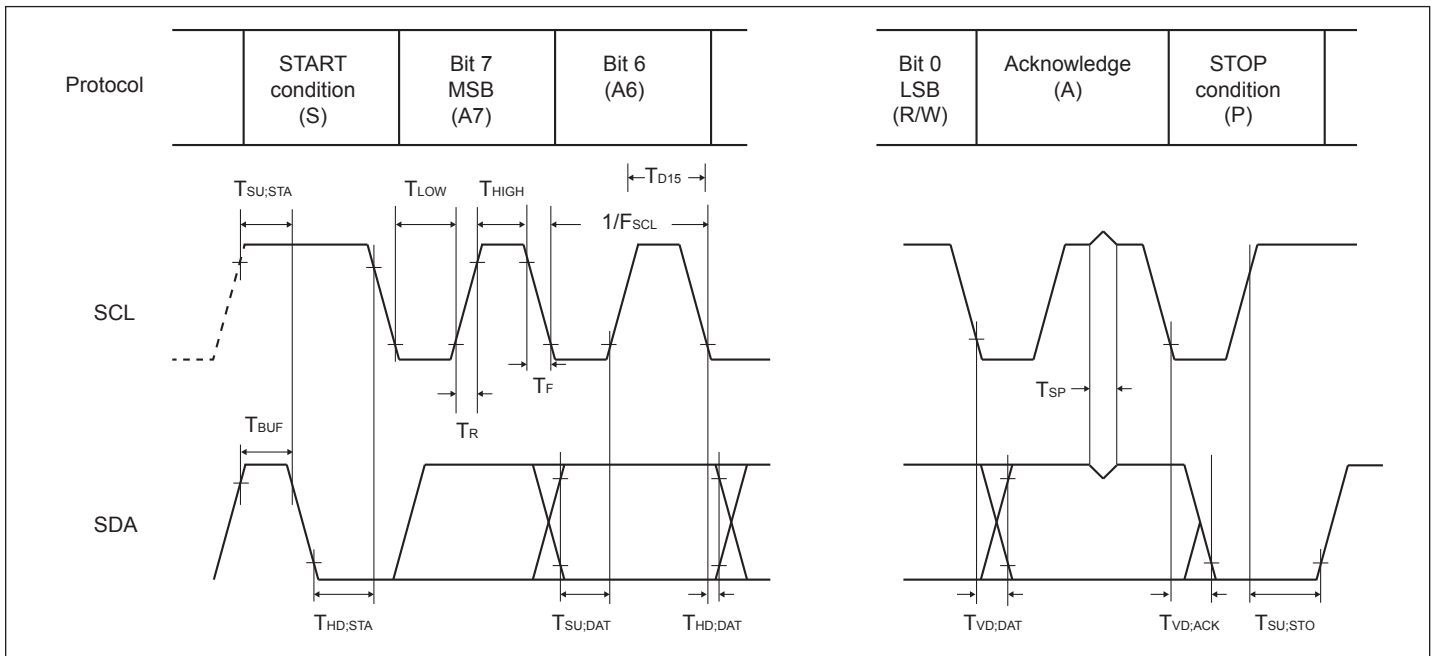 Protocol
START
condition
(S)
Bit 7
MSB
(A7)
Bit 6
(A6)
Bit 0
LSB
(R/W)
Acknowledge
(A)
STOP
condition
(P)
TSU;STA
TLOW
THIGH
TD15
1/FSCL
SCL
TF
TR
TSP
TBUF
SDA
THD;STA
TSU;DAT
THD;DAT
TVD;DAT
TVD;ACK
TSU;STO